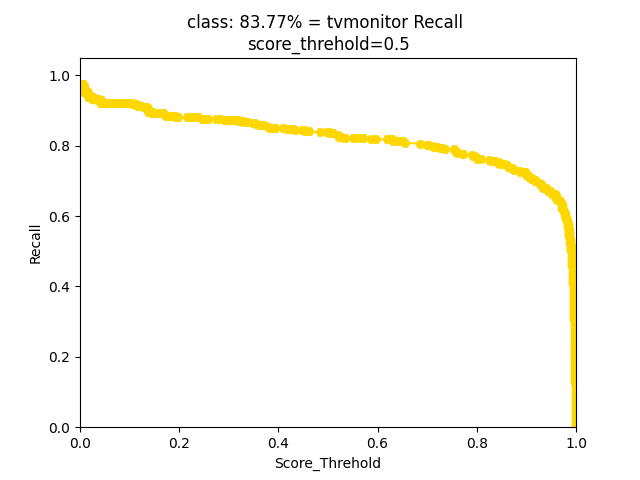 class: 83.77% = tvmonitor Recall
score_threhold=0.5
1.0
0.8
0.6
0.4
0.2
0.0
Recall
0.0 0.2 0.4 0.6 0.8 1.0
Score_Threhold